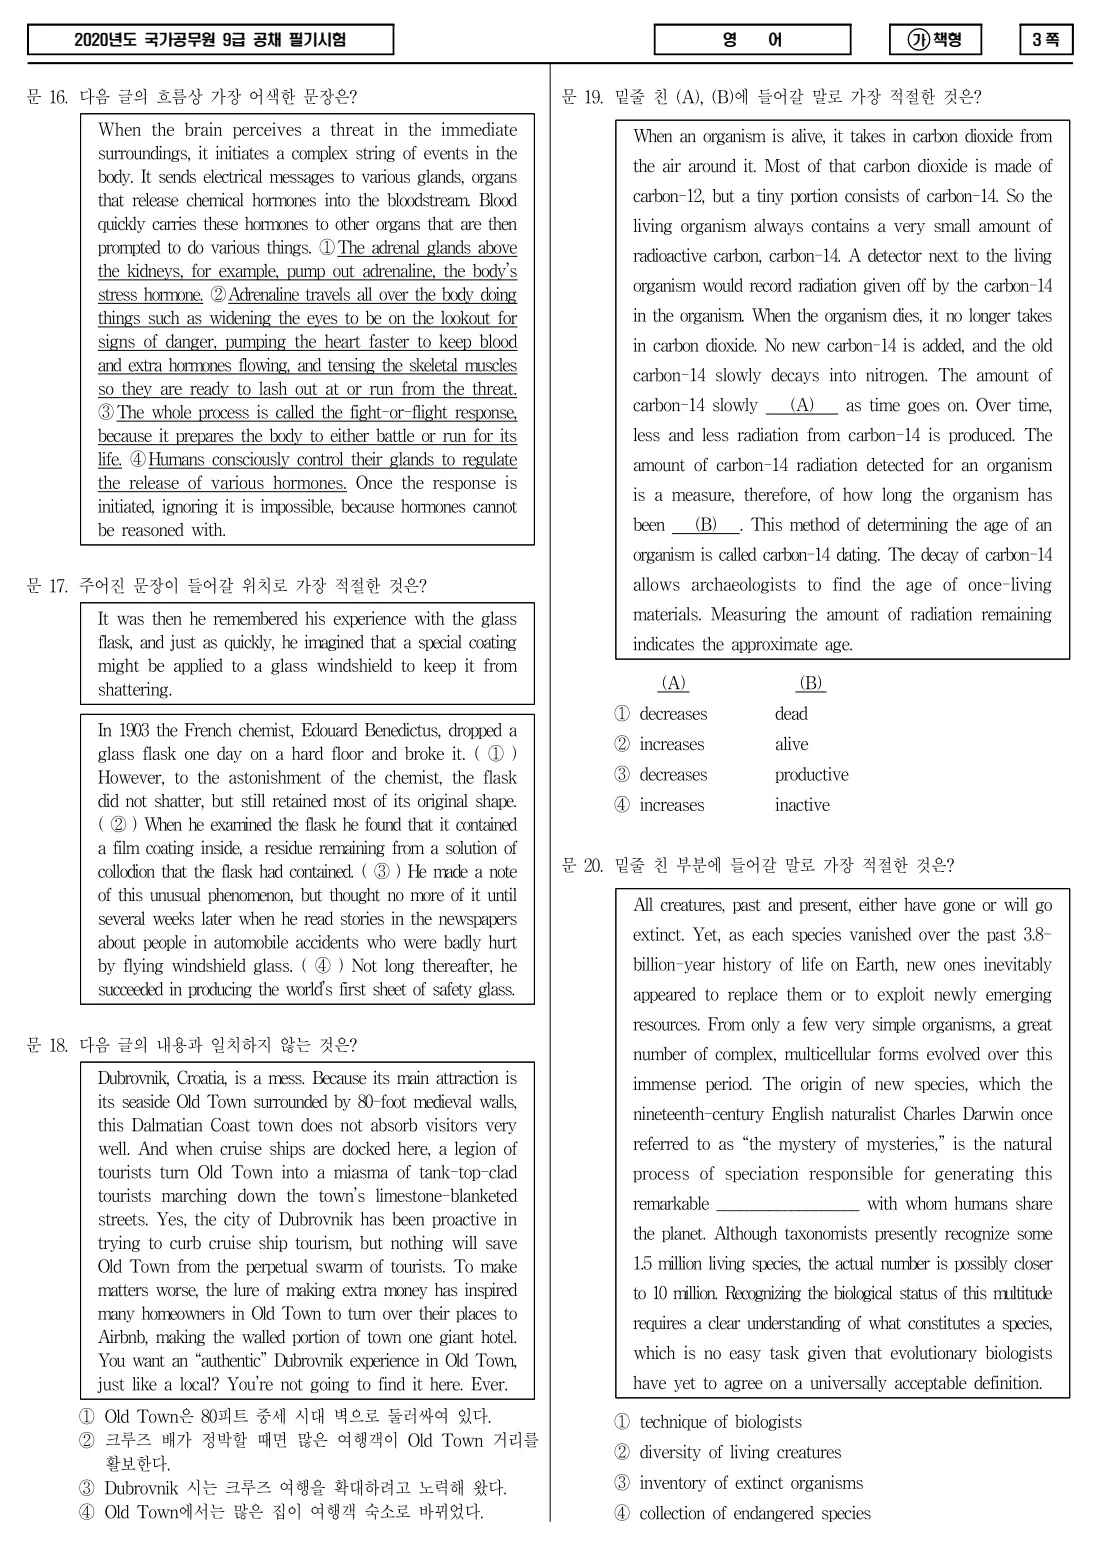 2020년도 국가공무원 9급 공채 필기시험
영 어
㉮ 책형
3 쪽
문 16. 다음 글의 흐름상 가장 어색한 문장은?
When the brain perceives a threat in the immediate
surroundings, it initiates a complex string of events in the
body. It sends electrical messages to various glands, organs
that release chemical hormones into the bloodstream. Blood
quickly carries these hormones to other organs that are then
prompted to do various things. ① The adrenal glands above
the kidneys, for example, pump out adrenaline, the body's
stress hormone. ② Adrenaline travels all over the body doing
things such as widening the eyes to be on the lookout for
signs of danger, pumping the heart faster to keep blood
and extra hormones flowing, and tensing the skeletal muscles
so they are ready to lash out at or run from the threat.
③ The whole process is called the fight-or-flight response,
because it prepares the body to either battle or run for its
life. ④ Humans consciously control their glands to regulate
the release of various hormones. Once the response is
initiated, ignoring it is impossible, because hormones cannot
be reasoned with.
문 17. 주어진 문장이 들어갈 위치로 가장 적절한 것은?
It was then he remembered his experience with the glass
flask, and just as quickly, he imagined that a special coating
might be applied to a glass windshield to keep it from
shattering.
In 1903 the French chemist, Edouard Benedictus, dropped a
glass flask one day on a hard floor and broke it. ( ① )
However, to the astonishment of the chemist, the flask
did not shatter, but still retained most of its original shape.
( ② ) When he examined the flask he found that it contained
a film coating inside, a residue remaining from a solution of
collodion that the flask had contained. ( ③ ) He made a note
of this unusual phenomenon, but thought no more of it until
several weeks later when he read stories in the newspapers
about people in automobile accidents who were badly hurt
by flying windshield glass. ( ④ ) Not long thereafter, he
succeeded in producing the world's first sheet of safety glass.
문 18. 다음 글의 내용과 일치하지 않는 것은?
Dubrovnik, Croatia, is a mess. Because its main attraction is
its seaside Old Town surrounded by 80-foot medieval walls,
this Dalmatian Coast town does not absorb visitors very
well. And when cruise ships are docked here, a legion of
tourists turn Old Town into a miasma of tank-top-clad
tourists marching down the town's limestone-blanketed
streets. Yes, the city of Dubrovnik has been proactive in
trying to curb cruise ship tourism, but nothing will save
Old Town from the perpetual swarm of tourists. To make
matters worse, the lure of making extra money has inspired
many homeowners in Old Town to turn over their places to
Airbnb, making the walled portion of town one giant hotel.
You want an “authentic” Dubrovnik experience in Old Town,
just like a local? You're not going to find it here. Ever.
① Old Town은 80피트 중세 시대 벽으로 둘러싸여 있다.
② 크루즈 배가 정박할 때면 많은 여행객이 Old Town 거리를
활보한다.
③ Dubrovnik 시는 크루즈 여행을 확대하려고 노력해 왔다.
④ Old Town에서는 많은 집이 여행객 숙소로 바뀌었다.
문 19. 밑줄 친 (A), (B)에 들어갈 말로 가장 적절한 것은?
When an organism is alive, it takes in carbon dioxide from
the air around it. Most of that carbon dioxide is made of
carbon-12, but a tiny portion consists of carbon-14. So the
living organism always contains a very small amount of
radioactive carbon, carbon-14. A detector next to the living
organism would record radiation given off by the carbon-14
in the organism. When the organism dies, it no longer takes
in carbon dioxide. No new carbon-14 is added, and the old
carbon-14 slowly decays into nitrogen. The amount of
carbon-14 slowly (A) as time goes on. Over time,
less and less radiation from carbon-14 is produced. The
amount of carbon-14 radiation detected for an organism
is a measure, therefore, of how long the organism has
been (B) . This method of determining the age of an
organism is called carbon-14 dating. The decay of carbon-14
allows archaeologists to find the age of once-living
materials. Measuring the amount of radiation remaining
indicates the approximate age.
(A) (B)
① decreases dead
② increases alive
③ decreases productive
④ increases inactive
문 20. 밑줄 친 부분에 들어갈 말로 가장 적절한 것은?
All creatures, past and present, either have gone or will go
extinct. Yet, as each species vanished over the past 3.8-
billion-year history of life on Earth, new ones inevitably
appeared to replace them or to exploit newly emerging
resources. From only a few very simple organisms, a great
number of complex, multicellular forms evolved over this
immense period. The origin of new species, which the
nineteenth-century English naturalist Charles Darwin once
referred to as “the mystery of mysteries,” is the natural
process of speciation responsible for generating this
remarkable ____________ with whom humans share
the planet. Although taxonomists presently recognize some
1.5 million living species, the actual number is possibly closer
to 10 million. Recognizing the biological status of this multitude
requires a clear understanding of what constitutes a species,
which is no easy task given that evolutionary biologists
have yet to agree on a universally acceptable definition.
① technique of biologists
② diversity of living creatures
③ inventory of extinct organisms
④ collection of endangered species